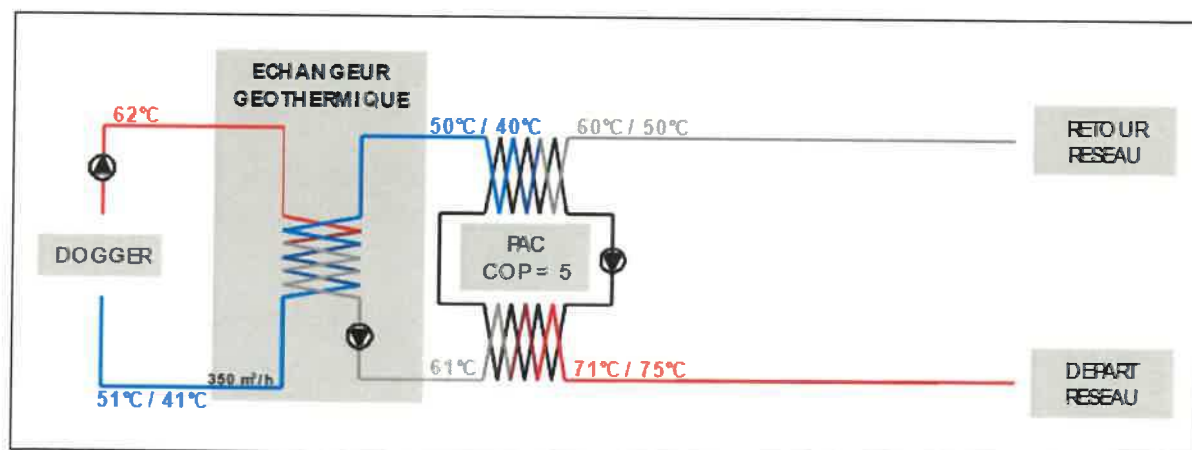 ECHANGEUR
GEOTHERMIQUE
62°C
50°C / 40°C
60°C / 50°C
RETOUR
RESEAU
DOGGER
PAC
COP = 5
350 m³/h
51°C / 41°C
61°C
71°C / 75°C
DEPART
RESEAU